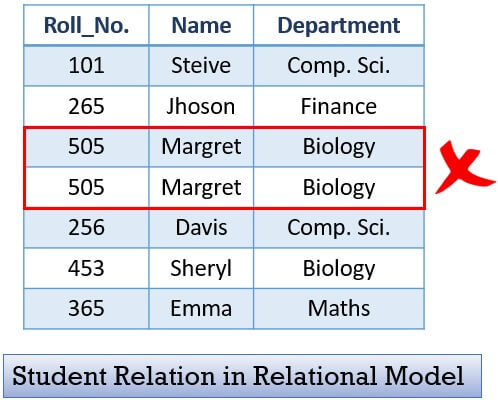 Roll_No. Name Department
101 Steive Comp. Sci.
265 Jhoson Finance
505 Margret Biology
505 Margret Biology
256 Davis Comp. Sci.
453 Sheryl Biology
365 Emma Maths
Student Relation in Relational Model